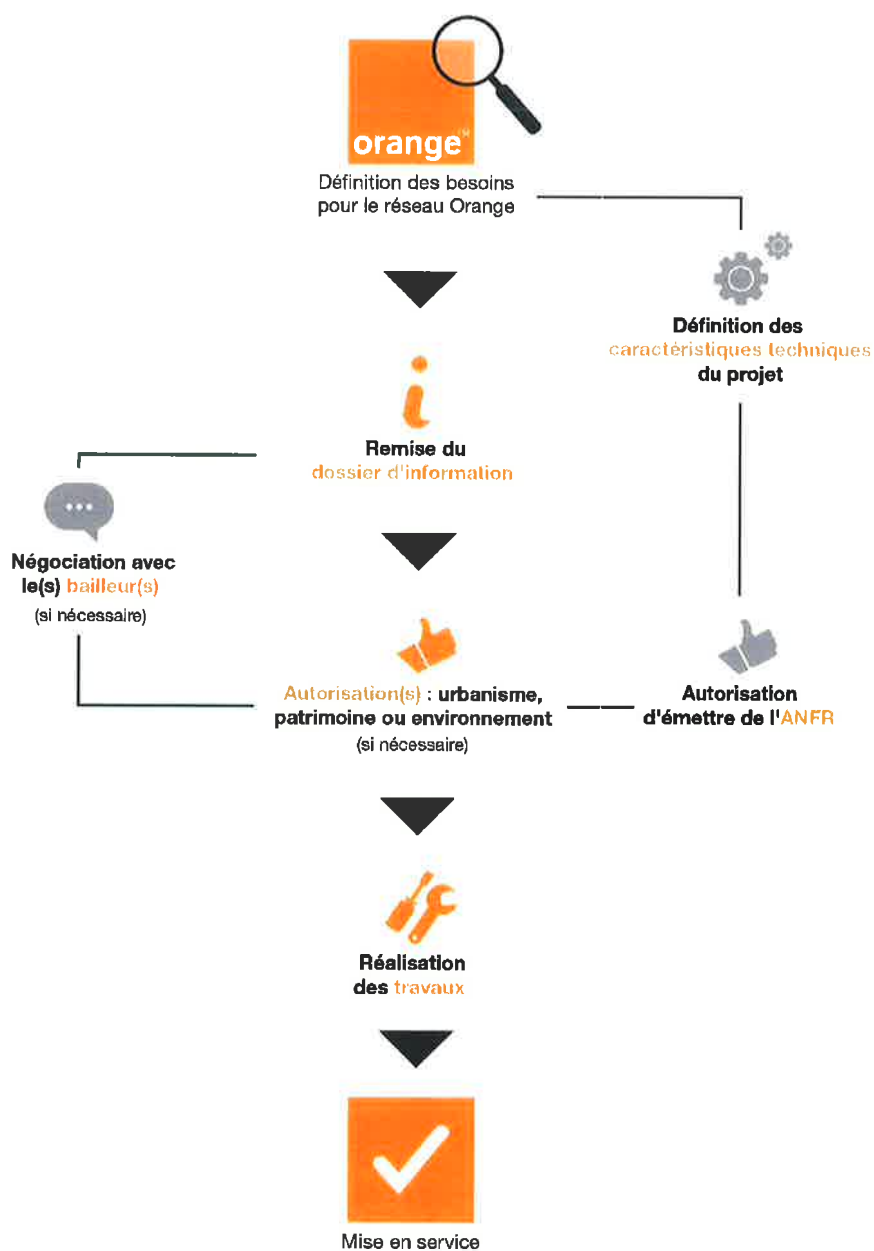 orange™
Définition des besoins
pour le réseau Orange
Définition des
caractéristiques techniques
du projet
Remise du
dossier d'information
Négociation avec
le(s) bailleur(s)
(si nécessaire)
Autorisation(s) : urbanisme,
patrimoine ou environnement
(si nécessaire)
Autorisation
d'émettre de l'ANFR
Réalisation
des travaux
Mise en service